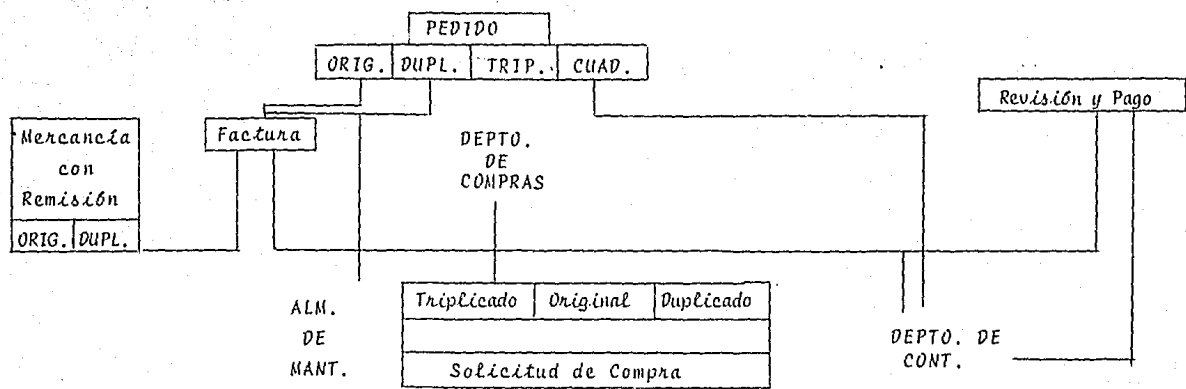 PEDIDO
ORIG. DUPL. TRIP. CUAD.
Revisión y Pago
Mercancía
con
Remisión
ORIG. DUPL.
Factura
DEPTO.
DE
COMPRAS
ALM.
DE
MANT.
Triplicado Original Duplicado
Solicitud de Compra
DEPTO. DE
CONT.